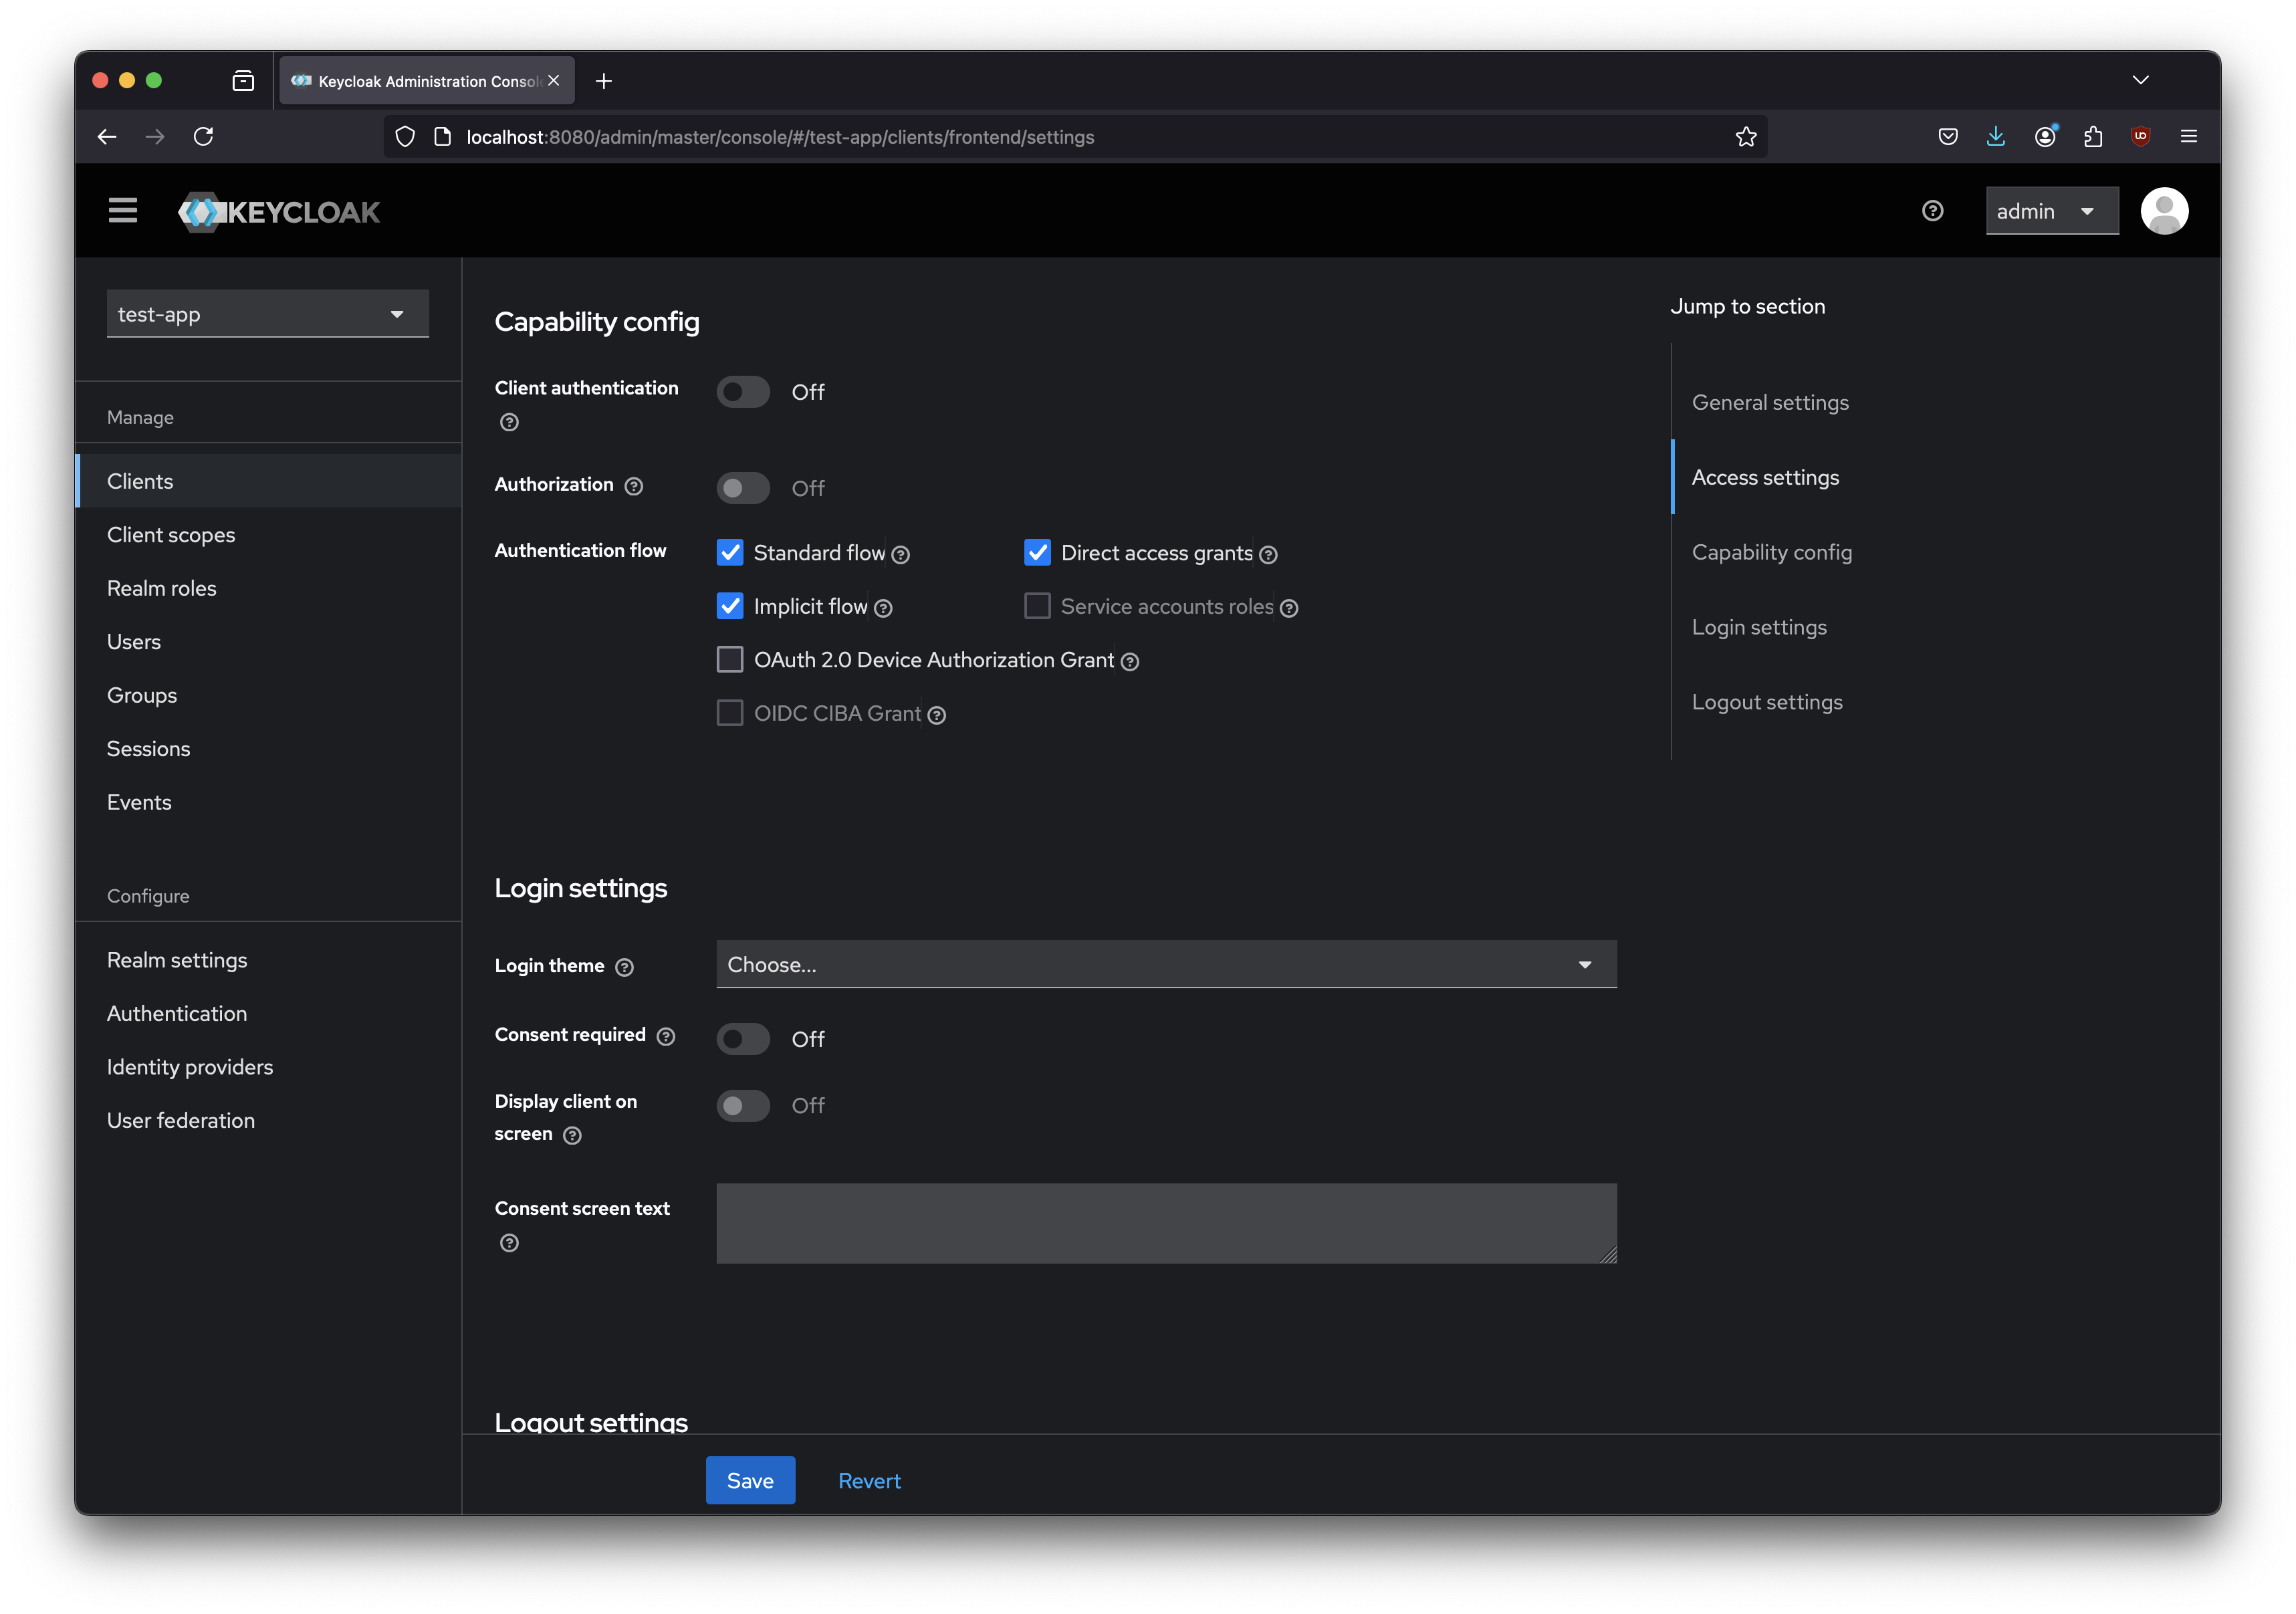 Keycloak Administration Consol
localhost:8080/admin/master/console/#/test-app/clients/frontend/settings
KEYCLOAK
admin
test-app
Manage
Clients
Client scopes
Realm roles
Users
Groups
Sessions
Events
Configure
Realm settings
Authentication
Identity providers
User federation
Capability config
Client authentication
Off
Authorization
Off
Authentication flow
Standard flow
Direct access grants
Implicit flow
Service accounts roles
OAuth 2.0 Device Authorization Grant
OIDC CIBA Grant
Login settings
Login theme
Choose...
Consent required
Off
Display client on
screen
Off
Consent screen text
Logout settings
Save
Revert
Jump to section
General settings
Access settings
Capability config
Login settings
Logout settings